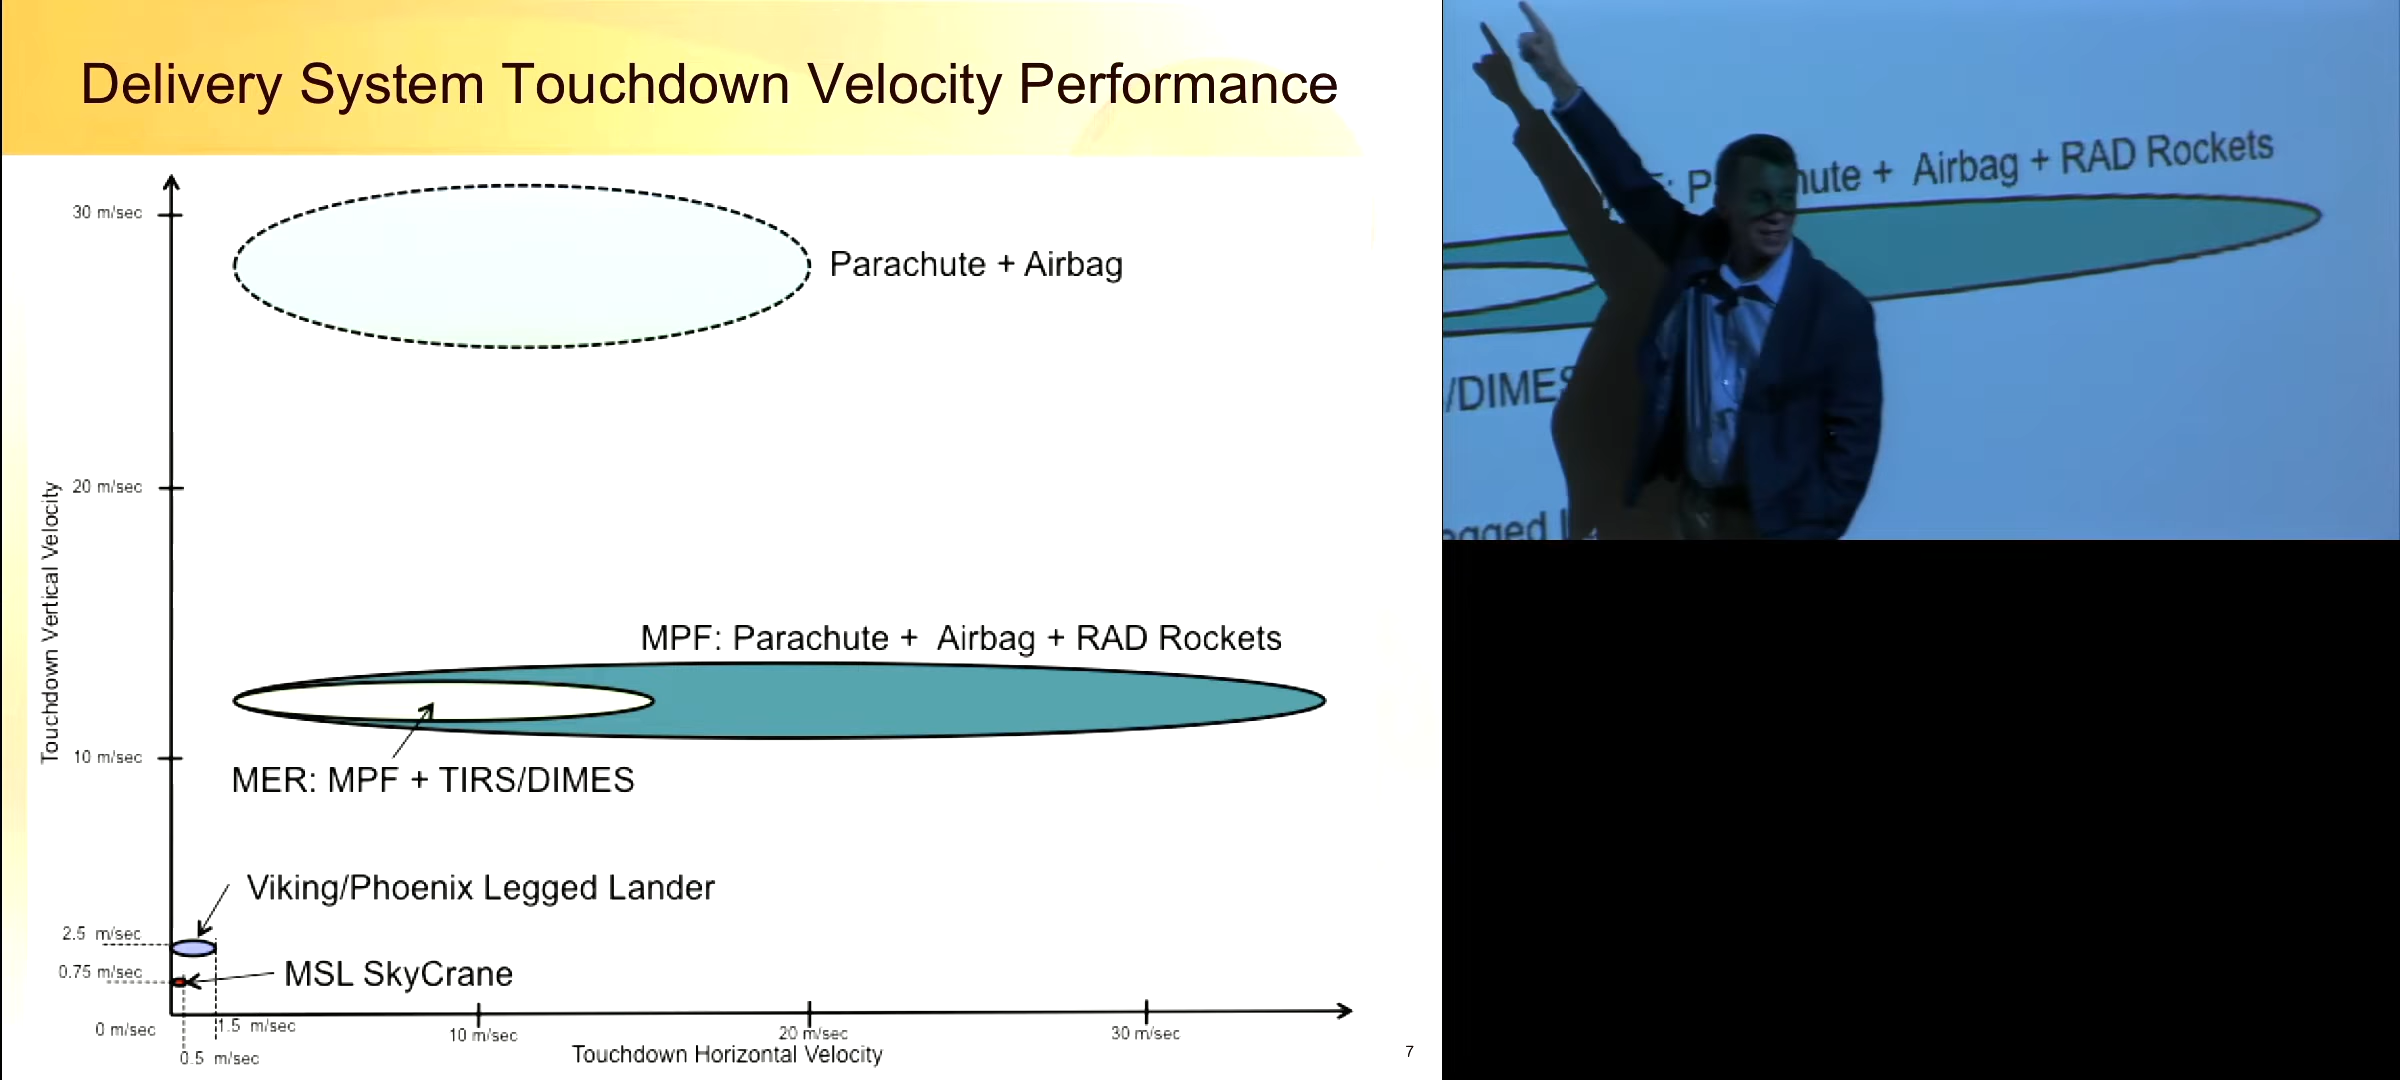 Delivery System Touchdown Velocity Performance
30 m/sec
Parachute + Airbag
20 m/sec
Touchdown Vertical Velocity
MPF: Parachute + Airbag + RAD Rockets
10 m/sec
MER: MPF + TIRS/DIMES
Viking/Phoenix Legged Lander
2.5 m/sec
0.75 m/sec
MSL SkyCrane
0 m/sec
1.5 m/sec
0.5 m/sec
10 m/sec
20 m/sec
30 m/sec
Touchdown Horizontal Velocity
7
: P hute + Airbag + RAD Rockets
/DIMES
gged L